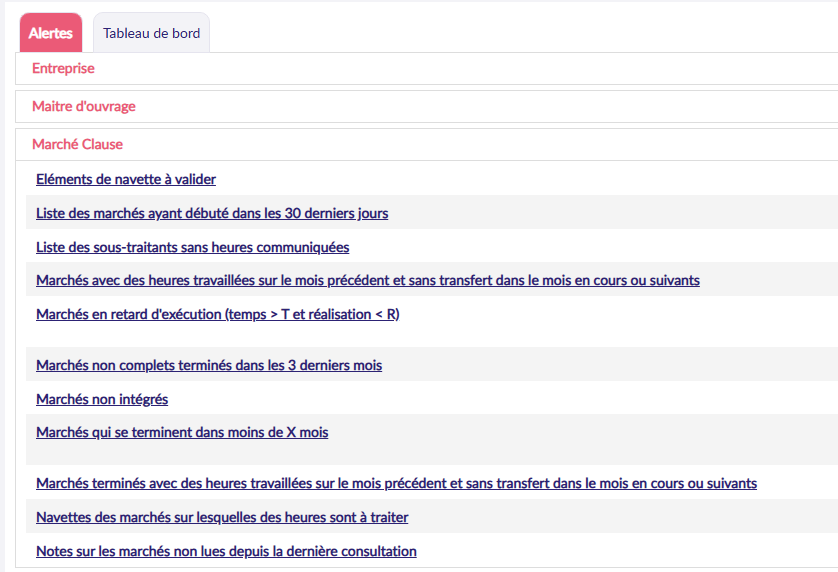 Alertes
Tableau de bord
Entreprise
Maitre d'ouvrage
Marché Clause
Eléments de navette à valider
Liste des marchés ayant débuté dans les 30 derniers jours
Liste des sous-traitants sans heures communiquées
Marchés avec des heures travaillées sur le mois précédent et sans transfert dans le mois en cours ou suivants
Marchés en retard d'exécution (temps > T et réalisation < R)
Marchés non complets terminés dans les 3 derniers mois
Marchés non intégrés
Marchés qui se terminent dans moins de X mois
Marchés terminés avec des heures travaillées sur le mois précédent et sans transfert dans le mois en cours ou suivants
Navettes des marchés sur lesquelles des heures sont à traiter
Notes sur les marchés non lues depuis la dernière consultation